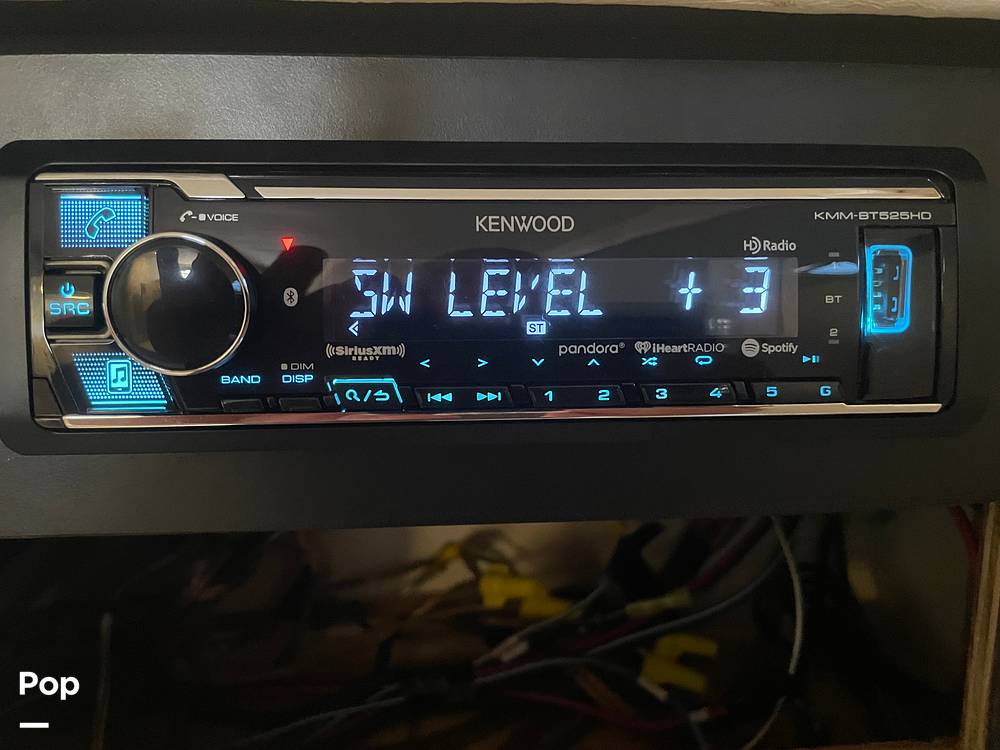 VOICE
KENWOOD
KMM-BT525HD
HD Radio
SRC
SW LEVEL + 3
BT
1
2
ST
((SiriusXM))
READY
pandora®
iHeartRADIO
Spotify
< > ∨ ∧
DIM
BAND DISP
1 2 3 4 5 6
Pop